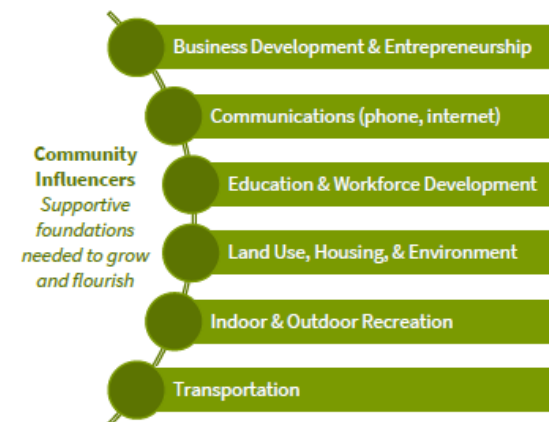 Business Development & Entrepreneurship
Communications (phone, internet)
Community
Influencers
Supportive
foundations
needed to grow
and flourish
Education & Workforce Development
Land Use, Housing, & Environment
Indoor & Outdoor Recreation
Transportation